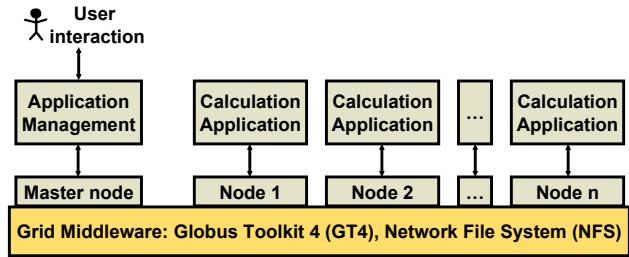 User
interaction
Application
Management
Calculation
Application
Calculation
Application
...
Calculation
Application
Master node
Node 1
Node 2
...
Node n
Grid Middleware: Globus Toolkit 4 (GT4), Network File System (NFS)